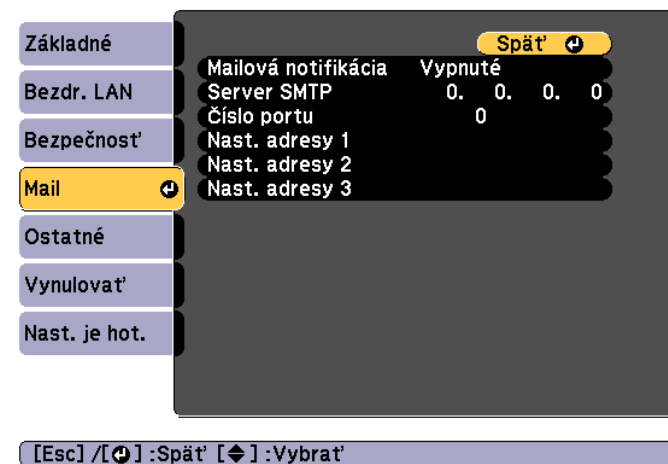 Základné
Bezdr. LAN
Bezpečnosť
Mail
Ostatné
Vynulovať
Nast. je hot.
Späť
Mailová notifikácia Vypnuté
Server SMTP 0. 0. 0. 0
Číslo portu 0
Nast. adresy 1
Nast. adresy 2
Nast. adresy 3
[Esc] /[⏎] :Späť [◆] :Vybrať